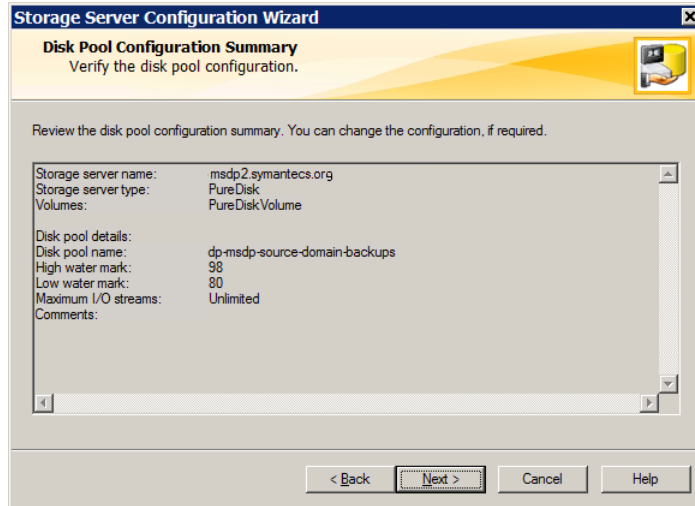 Storage Server Configuration Wizard
Disk Pool Configuration Summary
Verify the disk pool configuration.
Review the disk pool configuration summary. You can change the configuration, if required.
Storage server name: msdp2.symantecs.org
Storage server type: PureDisk
Volumes: PureDiskVolume
Disk pool details:
Disk pool name: dp-msdp-source-domain-backups
High water mark: 98
Low water mark: 80
Maximum I/O streams: Unlimited
Comments:
< Back Next > Cancel Help